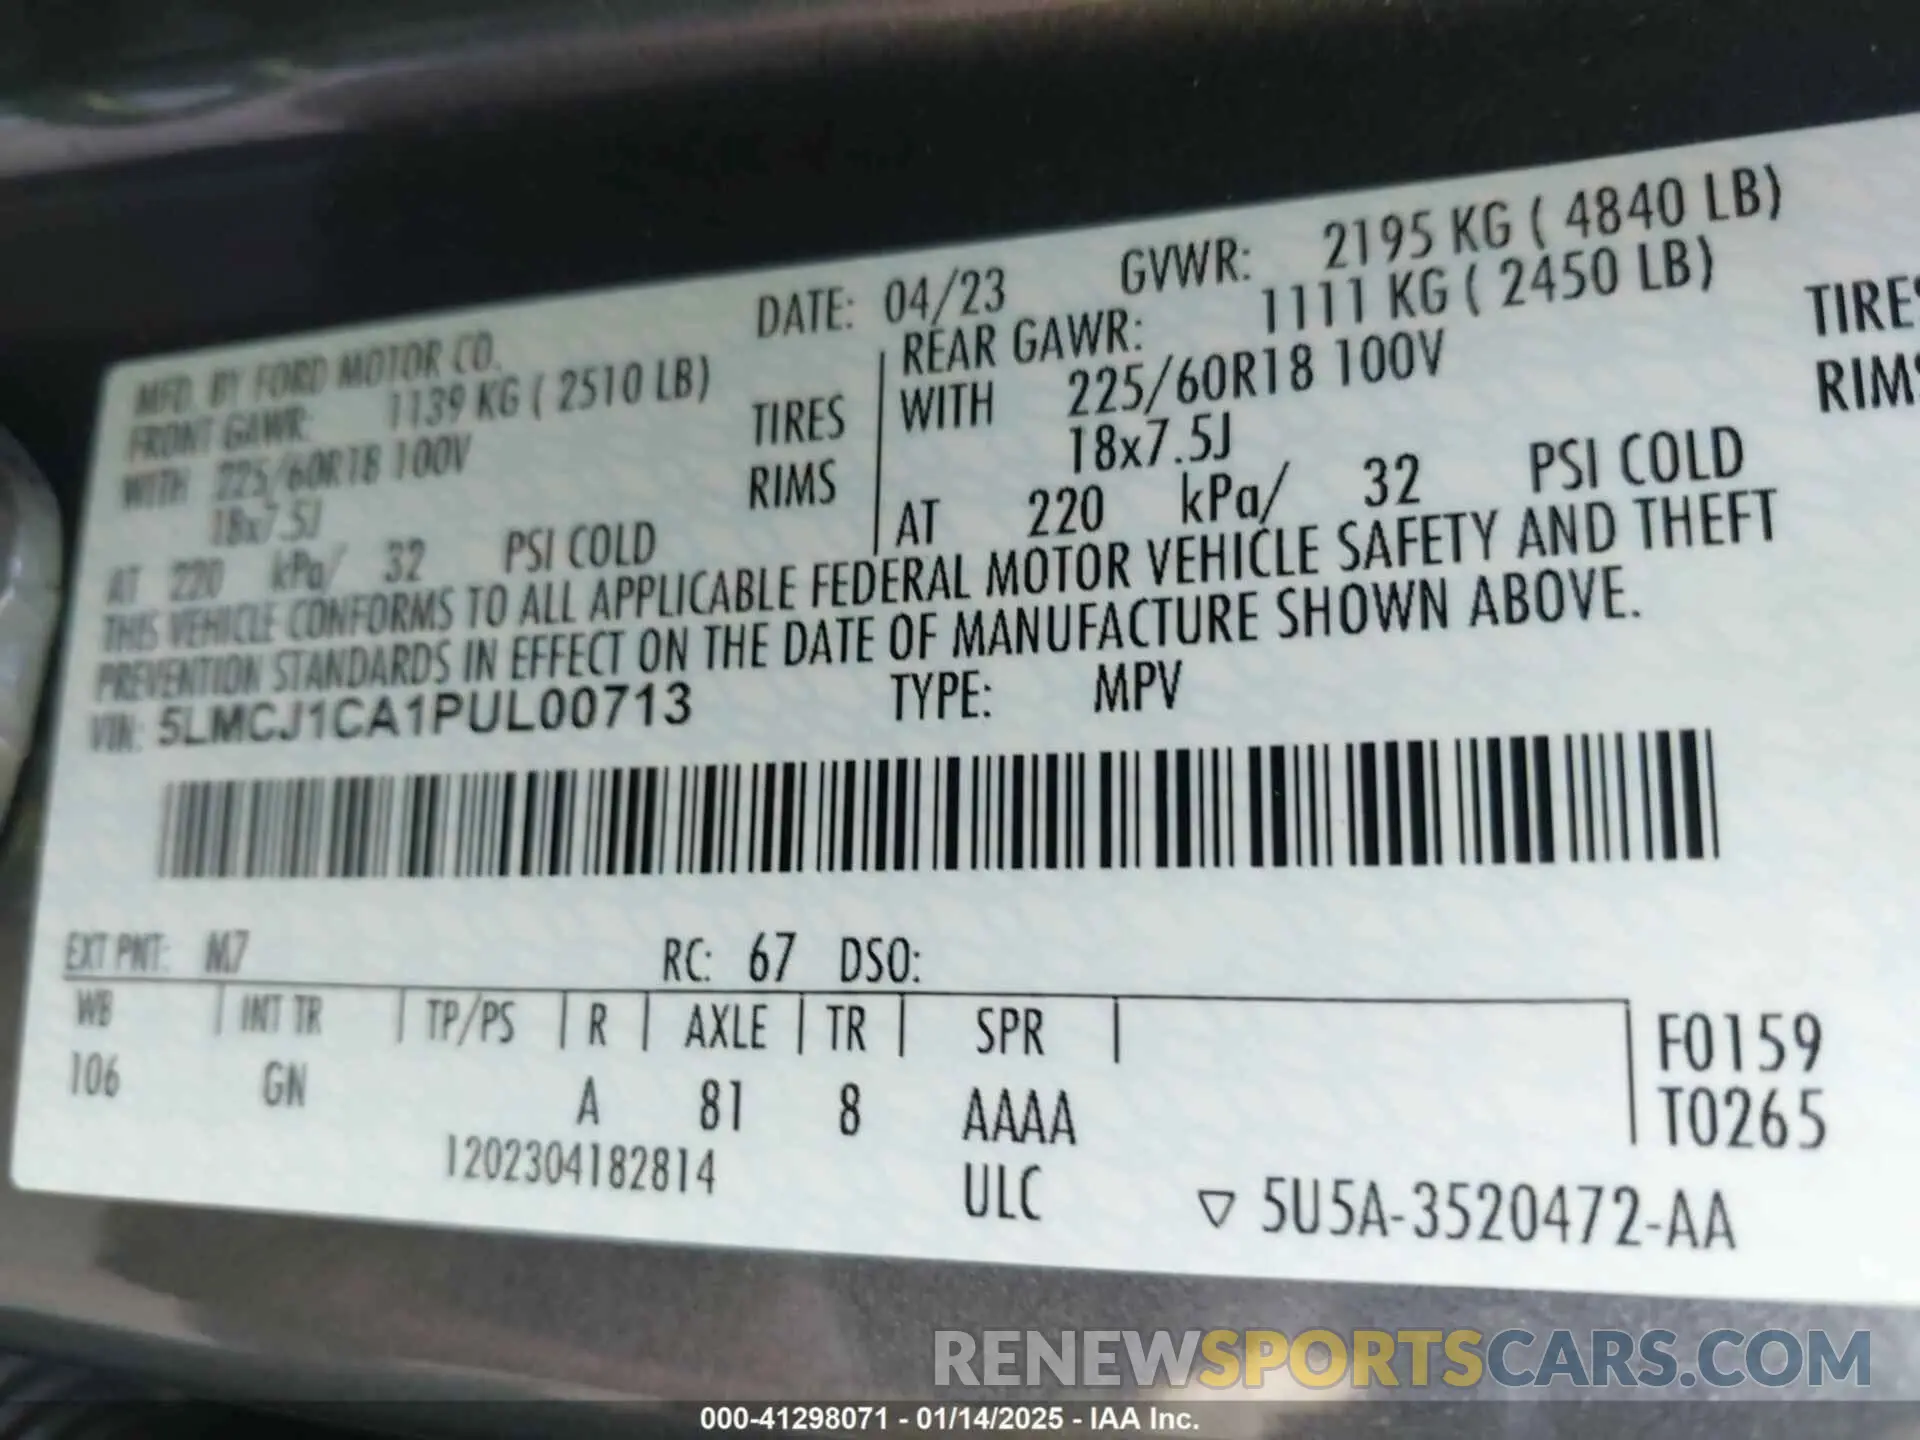 MFD. BY FORD MOTOR CO. DATE: 04/23 GVWR: 2195 KG ( 4840 LB)
FRONT GAWR: 1139 KG ( 2510 LB) REAR GAWR: 1111 KG ( 2450 LB)
WITH 225/60R18 100V TIRES WITH 225/60R18 100V TIRES
18x7.5J RIMS 18x7.5J RIMS
AT 220 kPa/ 32 PSI COLD AT 220 kPa/ 32 PSI COLD
THIS VEHICLE CONFORMS TO ALL APPLICABLE FEDERAL MOTOR VEHICLE SAFETY AND THEFT
PREVENTION STANDARDS IN EFFECT ON THE DATE OF MANUFACTURE SHOWN ABOVE.
VIN: 5LMCJ1CA1PUL00713 TYPE: MPV
EXT PNT: M7 RC: 67 DSO:
WB INT TR TP/PS R AXLE TR SPR F0159
106 GN A 81 8 AAAA T0265
1202304182814 ULC ▽ 5U5A-3520472-AA
RENEWSPORTSCARS.COM
000-41298071 - 01/14/2025 - IAA Inc.